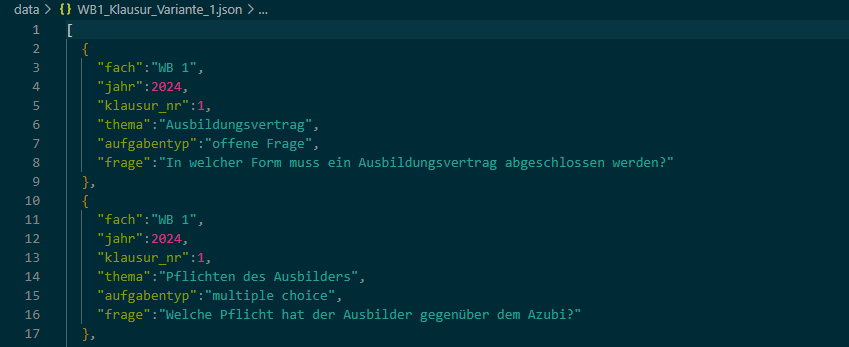 data > {} WB1_Klausur_Variante_1.json > ...
1 [
2 {
3 "fach":"WB 1",
4 "jahr":2024,
5 "klausur_nr":1,
6 "thema":"Ausbildungsvertrag",
7 "aufgabentyp":"offene Frage",
8 "frage":"In welcher Form muss ein Ausbildungsvertrag abgeschlossen werden?"
9 },
10 {
11 "fach":"WB 1",
12 "jahr":2024,
13 "klausur_nr":1,
14 "thema":"Pflichten des Ausbilders",
15 "aufgabentyp":"multiple choice",
16 "frage":"Welche Pflicht hat der Ausbilder gegenüber dem Azubi?"
17 },